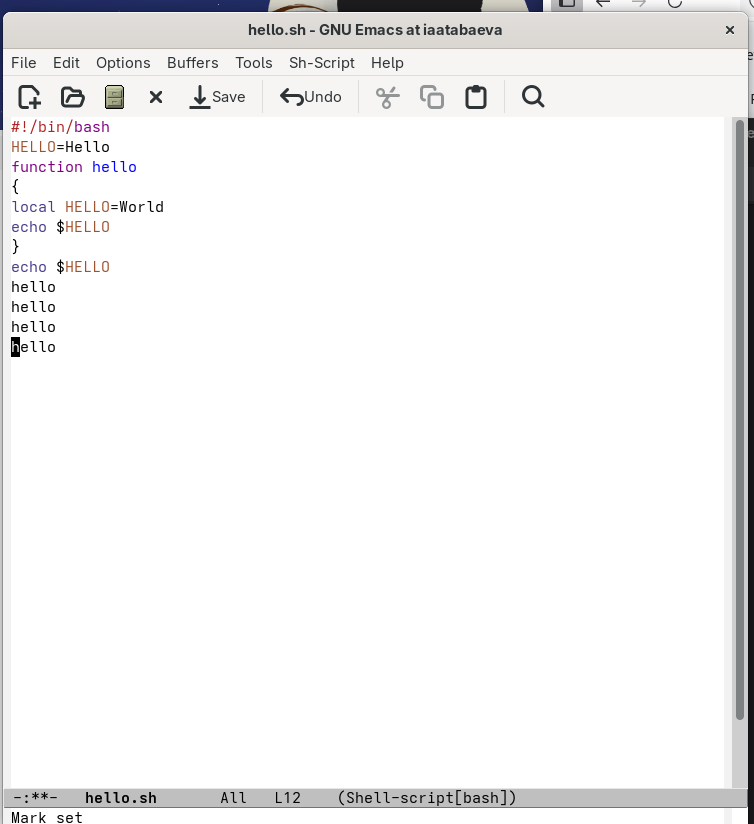 hello.sh - GNU Emacs at iaatabaeva
File Edit Options Buffers Tools Sh-Script Help
Save Undo
#!/bin/bash
HELLO=Hello
function hello
{
local HELLO=World
echo $HELLO
}
echo $HELLO
hello
hello
hello
hello
-:**- hello.sh All L12 (Shell-script[bash])
Mark set